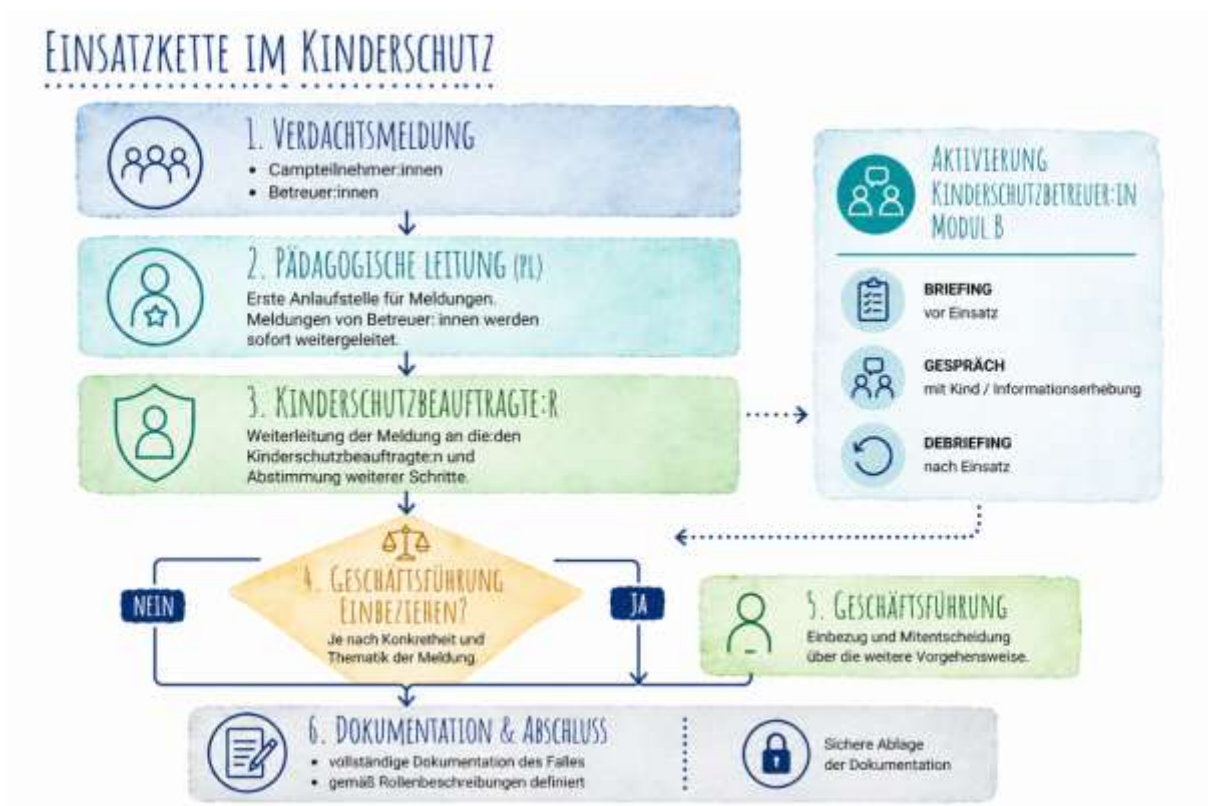 EINSATZKETTE IM KINDERSCHUTZ
1. VERDACHTSMELDUNG
• Campteilnehmer:innen
• Betreuer:innen
2. PÄDAGOGISCHE LEITUNG (PL)
Erste Anlaufstelle für Meldungen.
Meldungen von Betreuer: innen werden
sofort weitergeleitet.
3. KINDERSCHUTZBEAUFTRAGTE:R
Weiterleitung der Meldung an die:den
Kinderschutzbeauftragte:n und
Abstimmung weiterer Schritte.
AKTIVIERUNG
KINDERSCHUTZBETREUER:IN
MODUL B
BRIEFING
vor Einsatz
GESPRÄCH
mit Kind / Informationserhebung
DEBRIEFING
nach Einsatz
4. GESCHÄFTSFÜHRUNG
EINBEZIEHEN?
Je nach Konkretheit und
Thematik der Meldung
NEIN
JA
5. GESCHÄFTSFÜHRUNG
Einbezug und Mitentscheidung
über die weitere Vorgehensweise.
6. DOKUMENTATION & ABSCHLUSS
• vollständige Dokumentation des Falles
• gemäß Rollenbeschreibungen definiert
Sichere Ablage
der Dokumentation